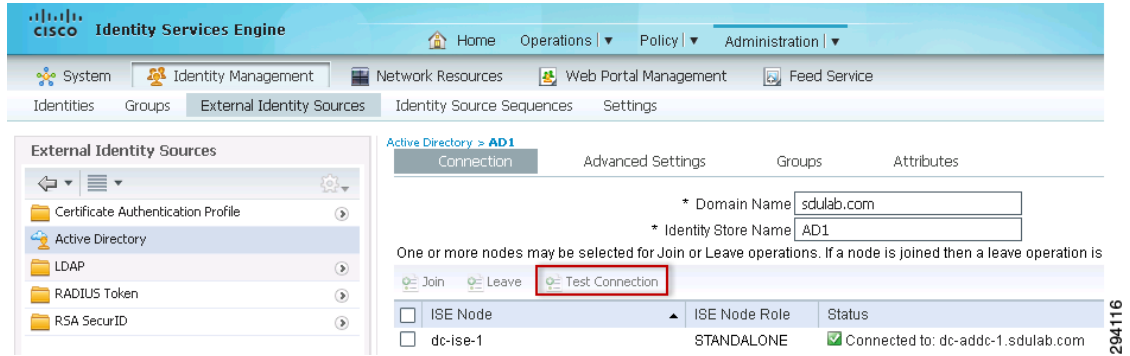 cisco Identity Services Engine
Home Operations Policy Administration
System Identity Management Network Resources Web Portal Management Feed Service
Identities Groups External Identity Sources Identity Source Sequences Settings
External Identity Sources
Certificate Authentication Profile
Active Directory
LDAP
RADIUS Token
RSA SecurID
Active Directory > AD1
Connection Advanced Settings Groups Attributes
* Domain Name sdulab.com
* Identity Store Name AD1
One or more nodes may be selected for Join or Leave operations. If a node is joined then a leave operation is
Join Leave Test Connection
ISE Node ISE Node Role Status
dc-ise-1 STANDALONE Connected to: dc-addc-1.sdulab.com
294116